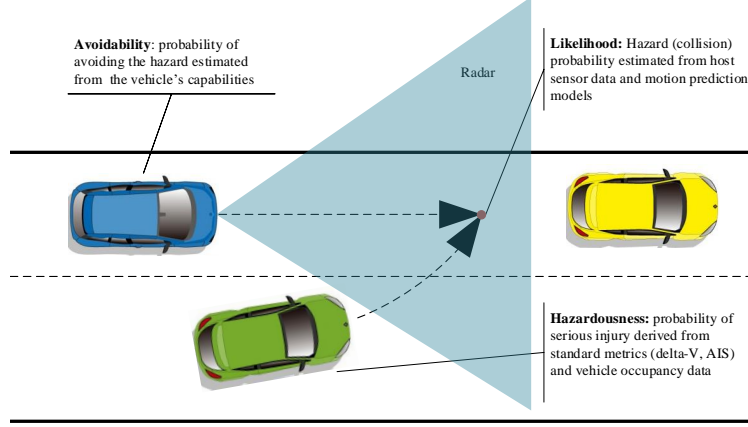 Avoidability: probability of
avoiding the hazard estimated
from the vehicle's capabilities
Radar
Likelihood: Hazard (collision)
probability estimated from host
sensor data and motion prediction
models
Hazardousness: probability of
serious injury derived from
standard metrics (delta-V, AIS)
and vehicle occupancy data